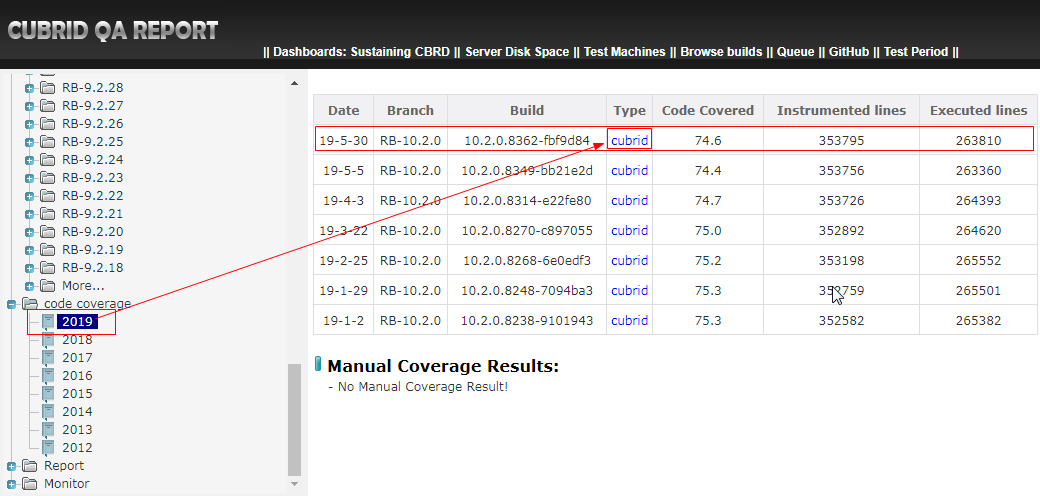 CUBRID QA REPORT
|| Dashboards: Sustaining CBRD || Server Disk Space || Test Machines || Browse builds || Queue || GitHub || Test Period ||
RB-9.2.28
RB-9.2.27
RB-9.2.26
RB-9.2.25
RB-9.2.24
RB-9.2.23
RB-9.2.22
RB-9.2.21
RB-9.2.20
RB-9.2.19
RB-9.2.18
More...
code coverage
2019
2018
2017
2016
2015
2014
2013
2012
Report
Monitor
Date Branch Build Type Code Covered Instrumented lines Executed lines
19-5-30 RB-10.2.0 10.2.0.8362-fbf9d84 cubrid 74.6 353795 263810
19-5-5 RB-10.2.0 10.2.0.8349-bb21e2d cubrid 74.4 353756 263360
19-4-3 RB-10.2.0 10.2.0.8314-e22fe80 cubrid 74.7 353726 264393
19-3-22 RB-10.2.0 10.2.0.8270-c897055 cubrid 75.0 352892 264620
19-2-25 RB-10.2.0 10.2.0.8268-6e0edf3 cubrid 75.2 353198 265552
19-1-29 RB-10.2.0 10.2.0.8248-7094ba3 cubrid 75.3 265501
19-1-2 RB-10.2.0 10.2.0.8238-9101943 cubrid 75.3 352582 265382
Manual Coverage Results:
- No Manual Coverage Result!